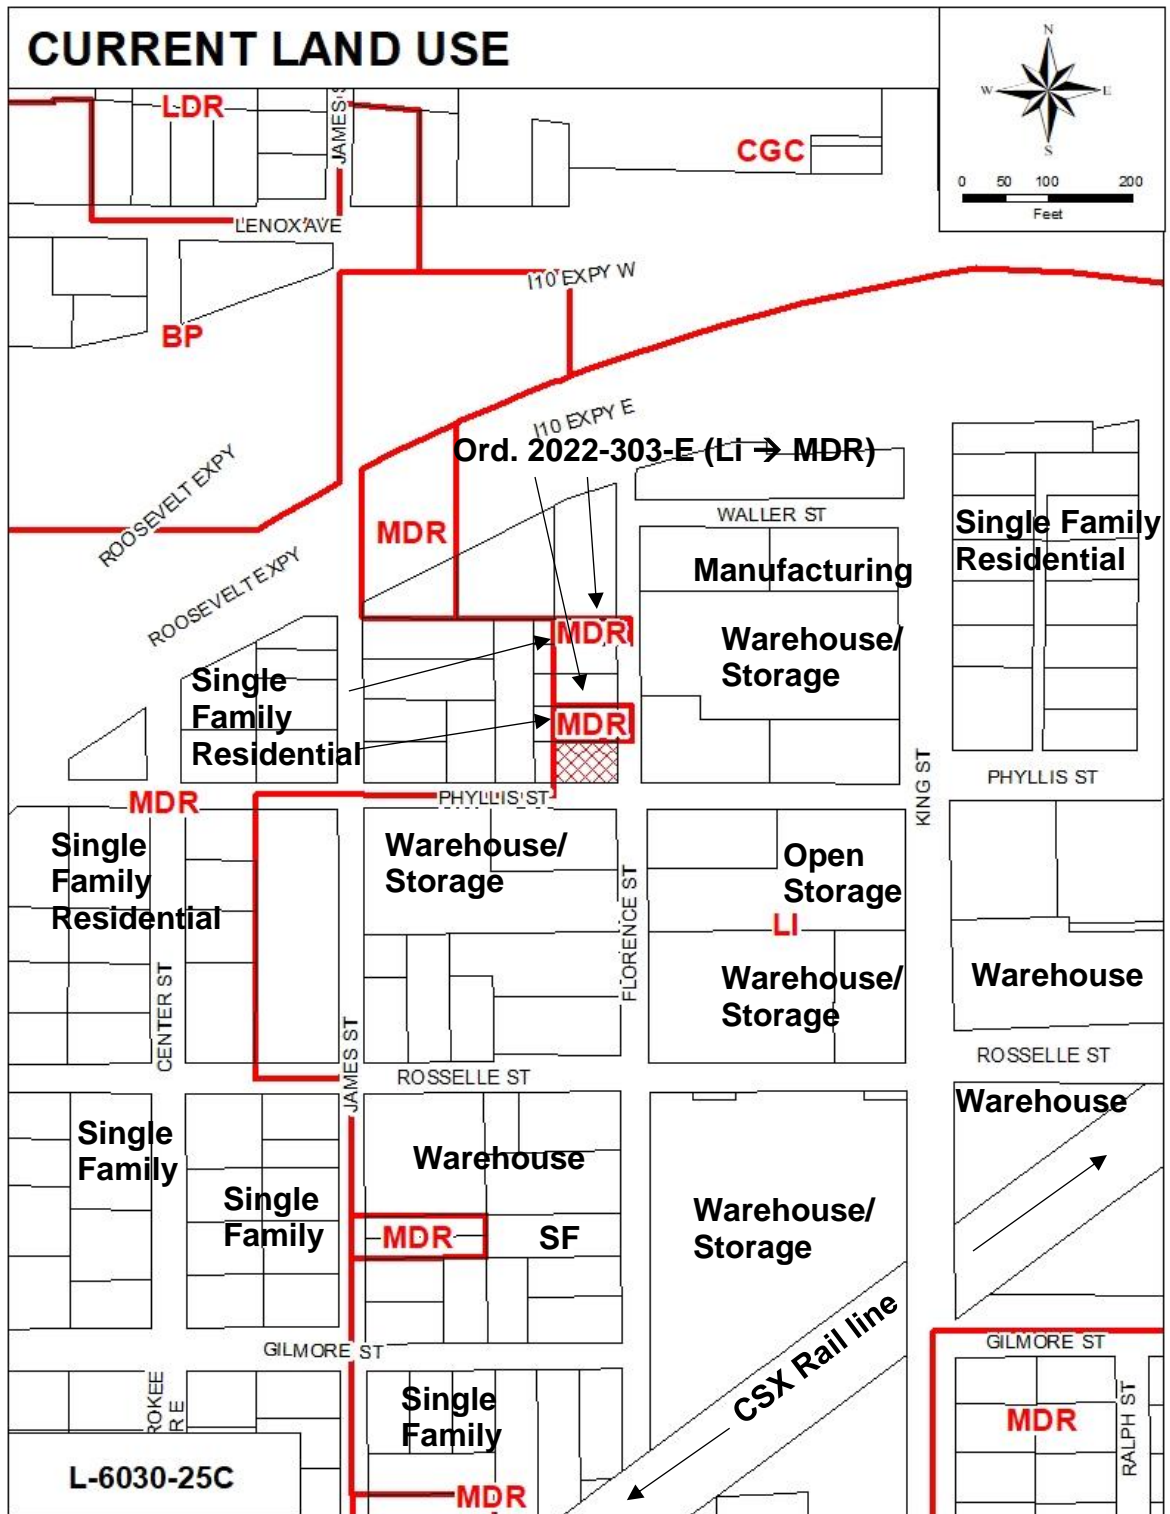 CURRENT LAND USE
N
W E
S
0 50 100 200
Feet
LDR
JAMES S
CGC
LENOX AVE
I10 EXPY W
BP
I10 EXPY E
Ord. 2022-303-E (Li → MDR)
ROOSEVELT EXPY
MDR
WALLER ST
Single Family
Residential
Manufacturing
ROOSEVELT EXPY
MDR
Warehouse/
Storage
Single
Family
Residential
MDR
KING ST
PHYLLIS ST
MDR
PHYLLIS ST
Single
Family
Residential
Warehouse/
Storage
Open
Storage
FLORENCE ST
LI
Warehouse/
Storage
Warehouse
CENTER ST
JAMES ST
ROSSELLE ST
ROSSELLE ST
Warehouse
Single
Family
Warehouse
Single
Family
MDR
SF
Warehouse/
Storage
GILMORE ST
CSX Rail line
GILMORE ST
ROKEE
R E
Single
Family
MDR
RALPH ST
L-6030-25C
MDR